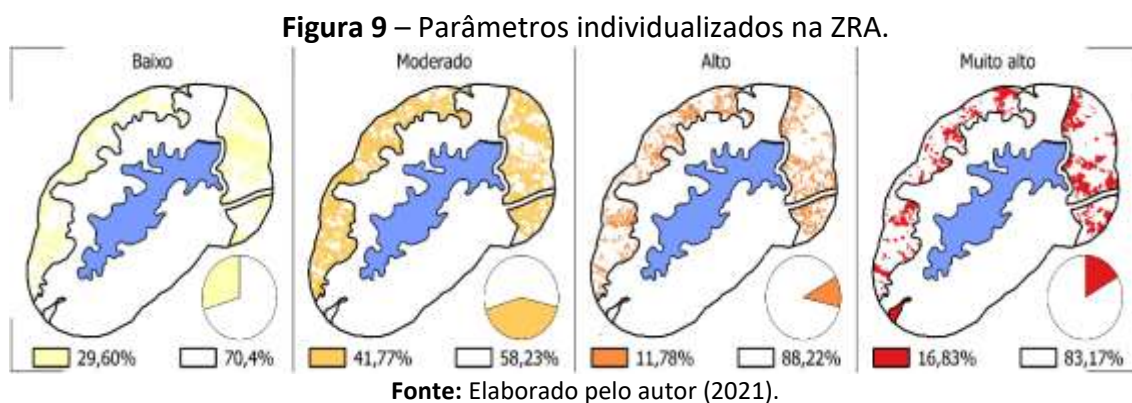 Figura 9 – Parâmetros individualizados na ZRA.
Baixo Moderado Alto Muito alto
29,60% 70,4% 41,77% 58,23% 11,78% 88,22% 16,83% 83,17%
Fonte: Elaborado pelo autor (2021).